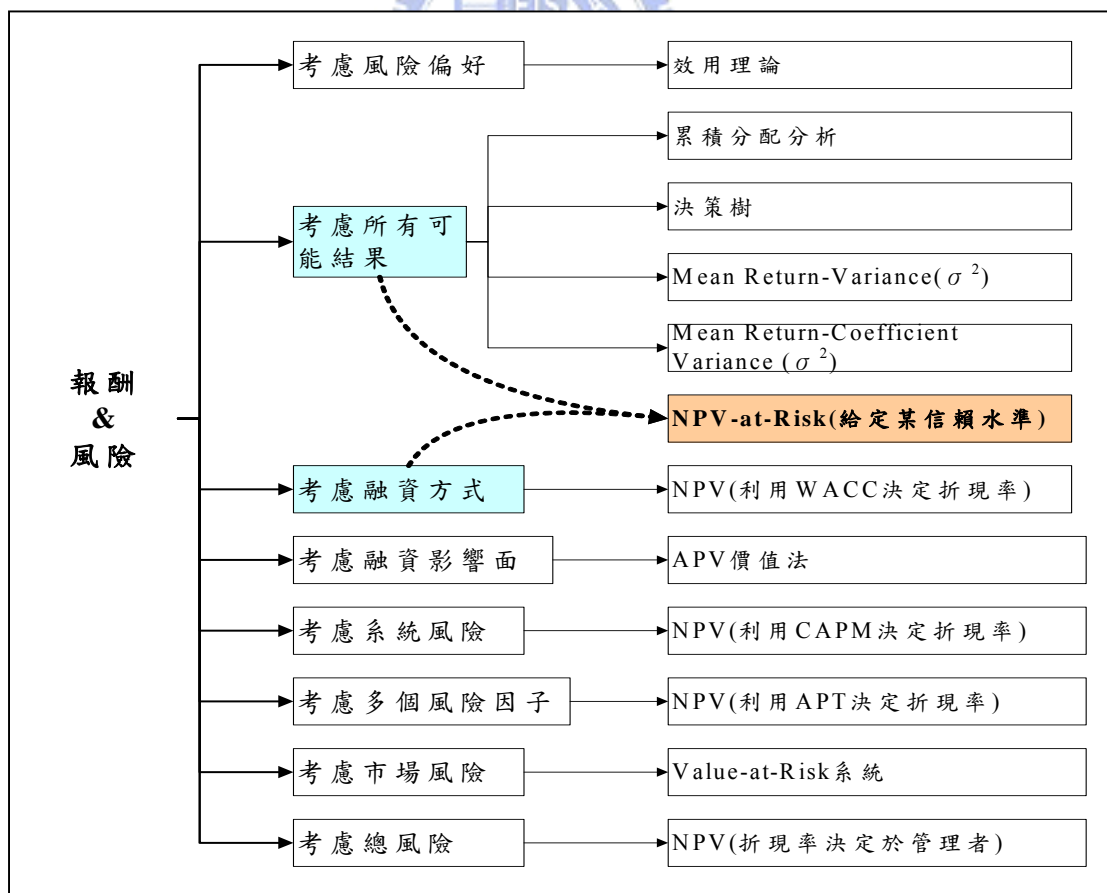 考慮風險偏好
效用理論
累積分配分析
決策樹
考慮所有可
能結果
Mean Return-Variance(σ²)
Mean Return-Coefficient
Variance (σ²)
報酬
&
風險
NPV-at-Risk(給定某信賴水準)
考慮融資方式
NPV(利用WACC決定折現率)
考慮融資影響面
APV價值法
考慮系統風險
NPV(利用CAPM決定折現率)
考慮多個風險因子
NPV(利用APT決定折現率)
考慮市場風險
Value-at-Risk系統
考慮總風險
NPV(折現率決定於管理者)